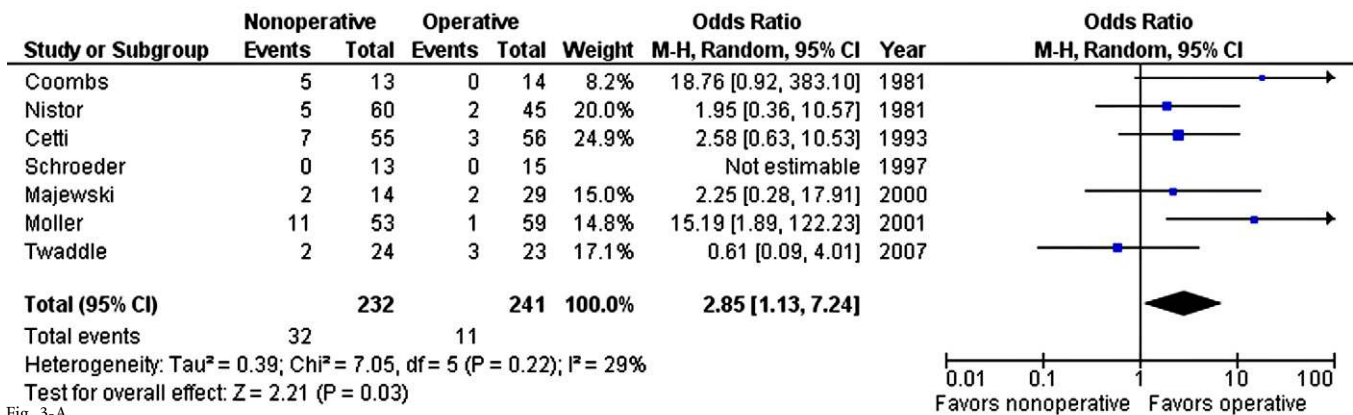 Nonoperative Operative Odds Ratio Odds Ratio
Study or Subgroup Events Total Events Total Weight M-H, Random, 95% CI Year M-H, Random, 95% CI
Coombs 5 13 0 14 8.2% 18.76 [0.92, 383.10] 1981
Nistor 5 60 2 45 20.0% 1.95 [0.36, 10.57] 1981
Cetti 7 55 3 56 24.9% 2.58 [0.63, 10.53] 1993
Schroeder 0 13 0 15 Not estimable 1997
Majewski 2 14 2 29 15.0% 2.25 [0.28, 17.91] 2000
Moller 11 53 1 59 14.8% 15.19 [1.89, 122.23] 2001
Twaddle 2 24 3 23 17.1% 0.61 [0.09, 4.01] 2007
Total (95% CI) 232 241 100.0% 2.85 [1.13, 7.24]
Total events 32 11
Heterogeneity: Tau² = 0.39; Chi² = 7.05, df = 5 (P = 0.22); I² = 29%
Test for overall effect: Z = 2.21 (P = 0.03)
0.01 0.1 1 10 100
Favors nonoperative Favors operative
Fig. 3-A